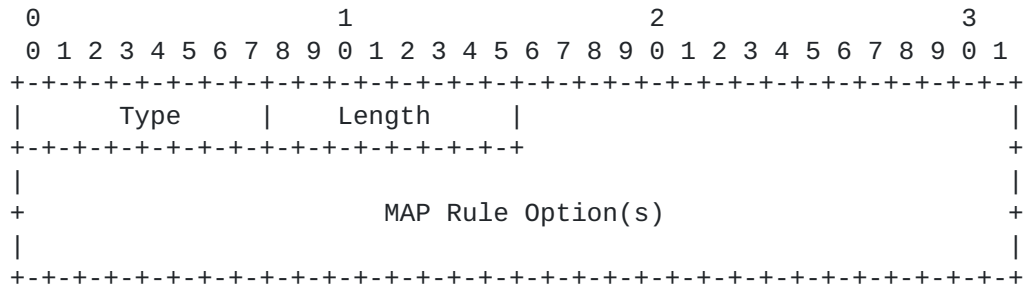 0                   1                   2                   3
 0 1 2 3 4 5 6 7 8 9 0 1 2 3 4 5 6 7 8 9 0 1 2 3 4 5 6 7 8 9 0 1
+-+-+-+-+-+-+-+-+-+-+-+-+-+-+-+-+-+-+-+-+-+-+-+-+-+-+-+-+-+-+-+-+
|      Type     |    Length     |                               |
+-+-+-+-+-+-+-+-+-+-+-+-+-+-+-+-+                               +
|                                                               |
+                       MAP Rule Option(s)                      +
|                                                               |
+-+-+-+-+-+-+-+-+-+-+-+-+-+-+-+-+-+-+-+-+-+-+-+-+-+-+-+-+-+-+-+-+